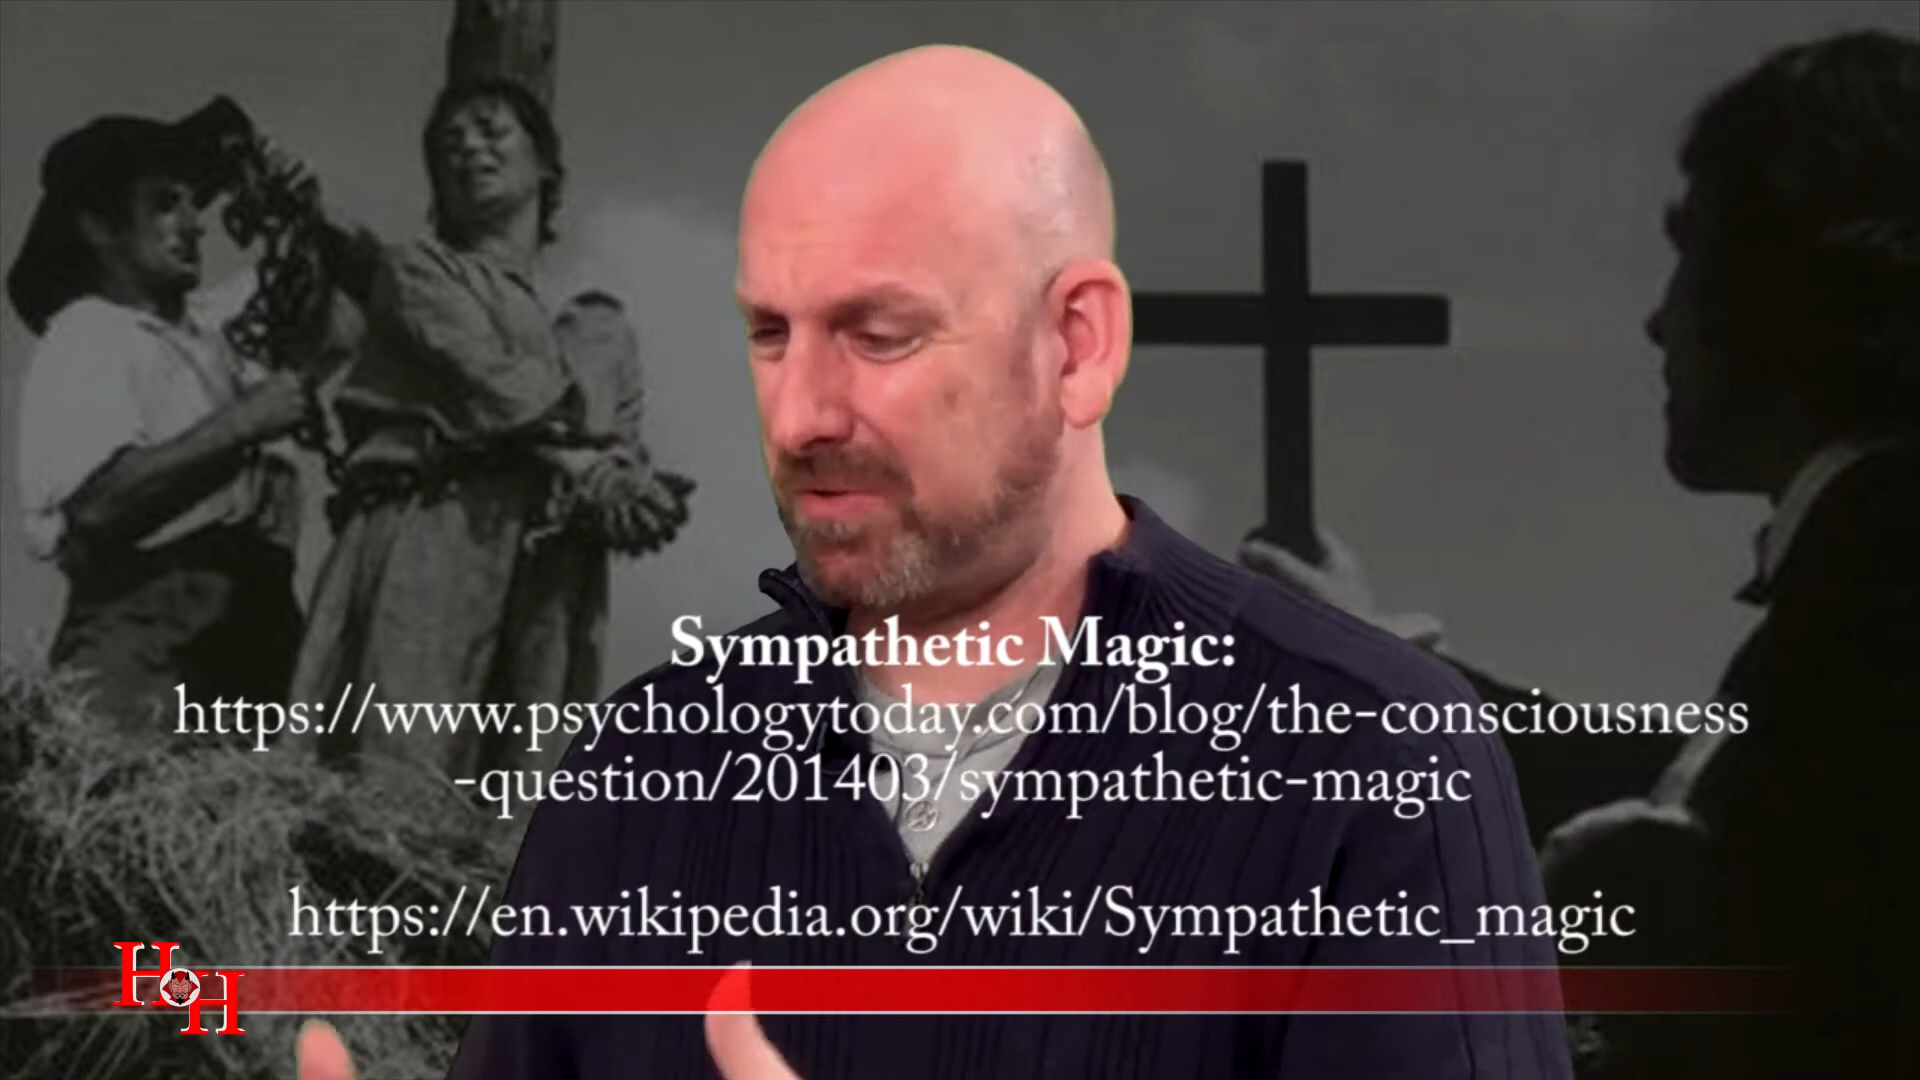 Sympathetic Magic:
https://www.psychologytoday.com/blog/the-consciousness
-question/201403/sympathetic-magic
https://en.wikipedia.org/wiki/Sympathetic_magic
HH